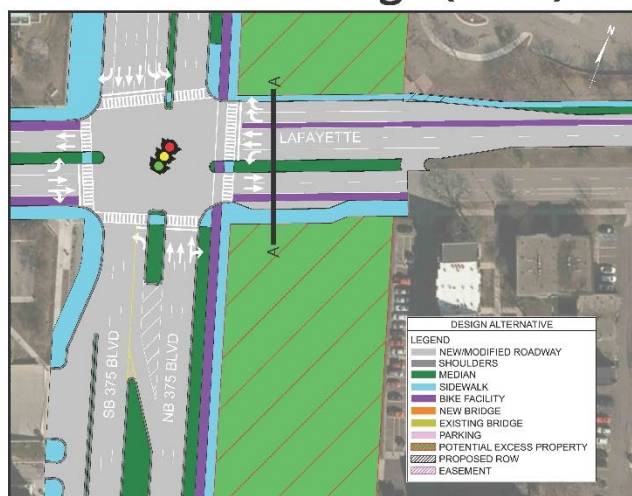 A
LAFAYETTE
A
SB 375 BLVD
NB 375 BLVD
N
DESIGN ALTERNATIVE
LEGEND
NEW/MODIFIED ROADWAY
SHOULDERS
MEDIAN
SIDEWALK
BIKE FACILITY
NEW BRIDGE
EXISTING BRIDGE
PARKING
POTENTIAL EXCESS PROPERTY
PROPOSED ROW
EASEMENT